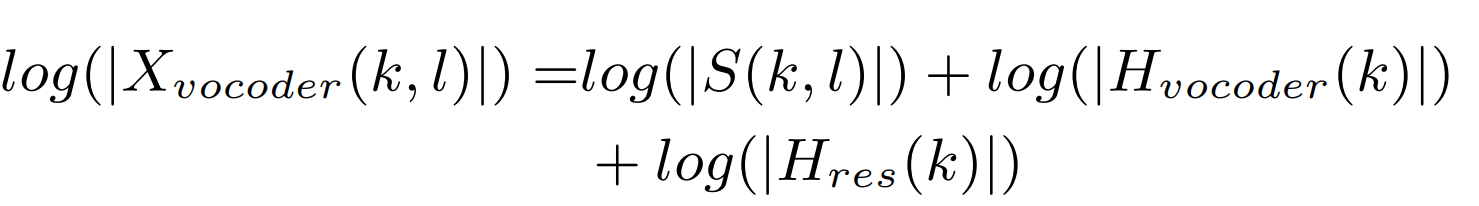 log(|X_{vocoder}(k, l)|) = log(|S(k, l)|) + log(|H_{vocoder}(k)|)
+ log(|H_{res}(k)|)